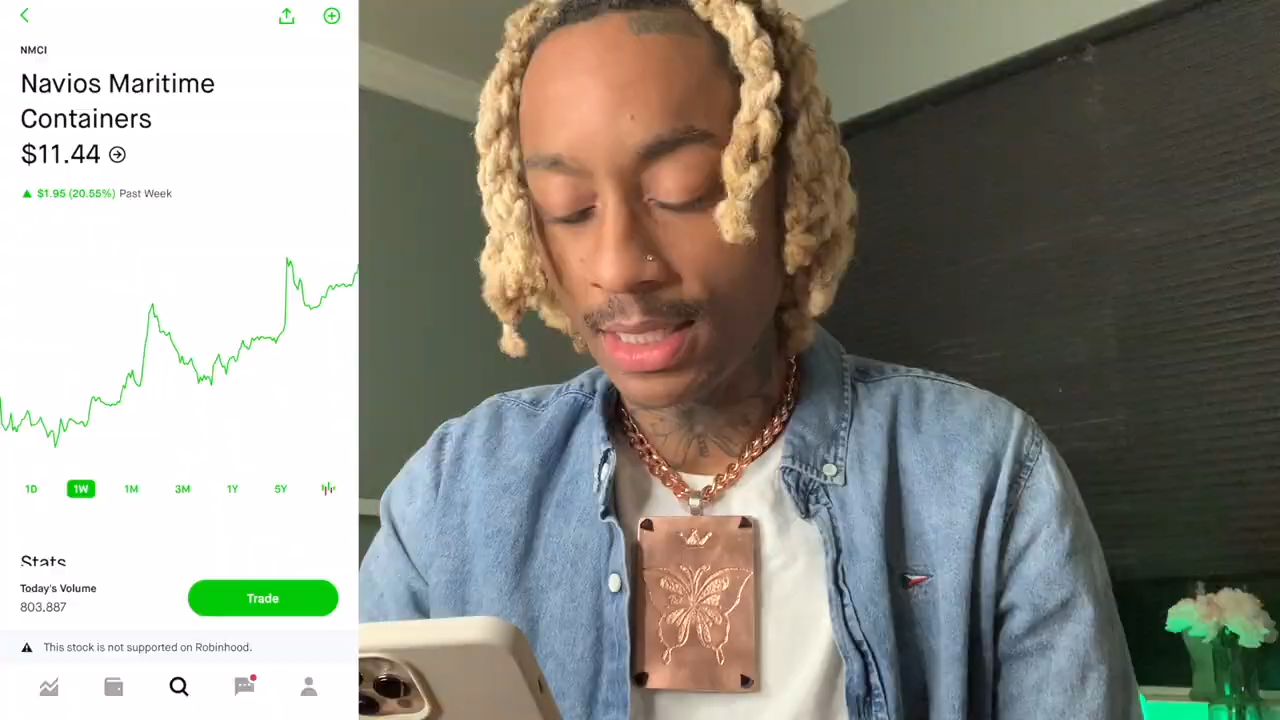 NMCI
Navios Maritime
Containers
$11.44
$1.95 (20.55%) Past Week
1D 1W 1M 3M 1Y 5Y
Stats
Today's Volume
803,887
Trade
This stock is not supported on Robinhood.